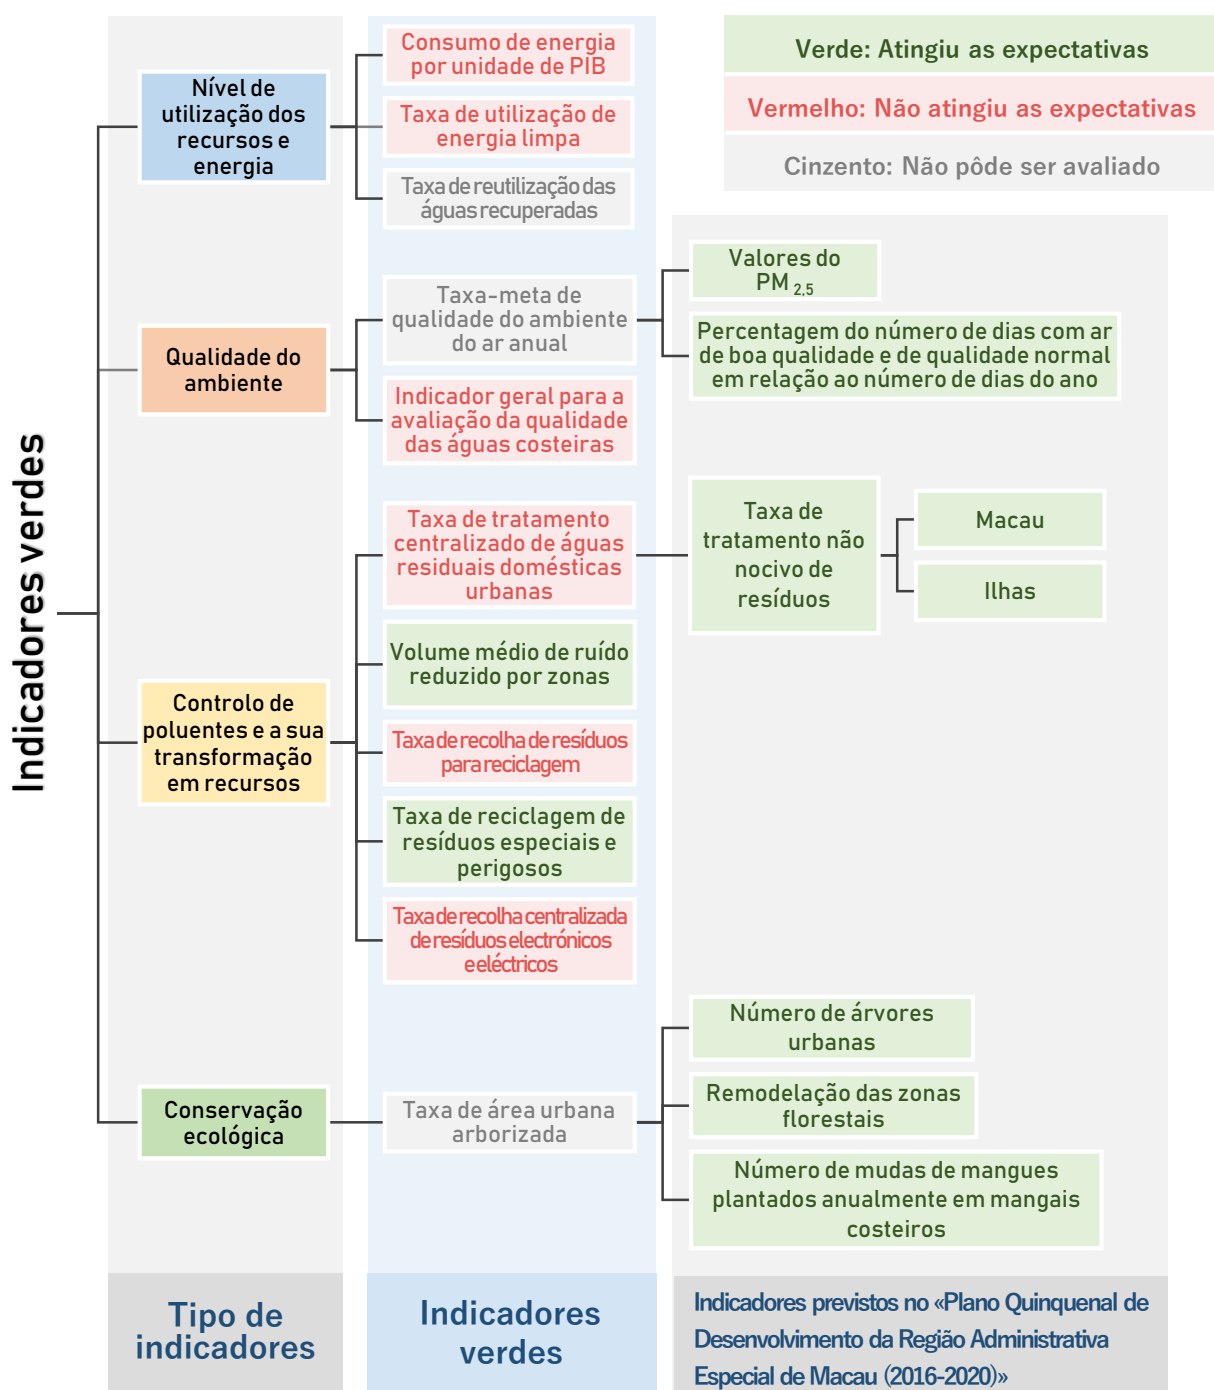 Verde: Atingiu as expectativas
Vermelho: Não atingiu as expectativas
Cinzento: Não pôde ser avaliado
Indicadores verdes
Nível de
utilização dos
recursos e
energia
Consumo de energia
por unidade de PIB
Taxa de utilização de
energia limpa
Taxa de reutilização das
águas recuperadas
Qualidade do
ambiente
Taxa-meta de
qualidade do ambiente
do ar anual
Valores do
PM 2,5
Percentagem do número de dias com ar
de boa qualidade e de qualidade normal
em relação ao número de dias do ano
Indicador geral para a
avaliação da qualidade
das águas costeiras
Controlo de
poluentes e a sua
transformação
em recursos
Taxa de tratamento
centralizado de águas
residuais domésticas
urbanas
Taxa de
tratamento não
nocivo de
resíduos
Macau
Ilhas
Volume médio de ruído
reduzido por zonas
Taxa de recolha de resíduos
para reciclagem
Taxa de reciclagem de
resíduos especiais e
perigosos
Taxa de recolha centralizada
de resíduos electrónicos
e eléctricos
Conservação
ecológica
Taxa de área urbana
arborizada
Número de árvores
urbanas
Remodelação das zonas
florestais
Número de mudas de mangues
plantados anualmente em mangais
costeiros
Tipo de
indicadores
Indicadores
verdes
Indicadores previstos no «Plano Quinquenal de
Desenvolvimento da Região Administrativa
Especial de Macau (2016-2020)»